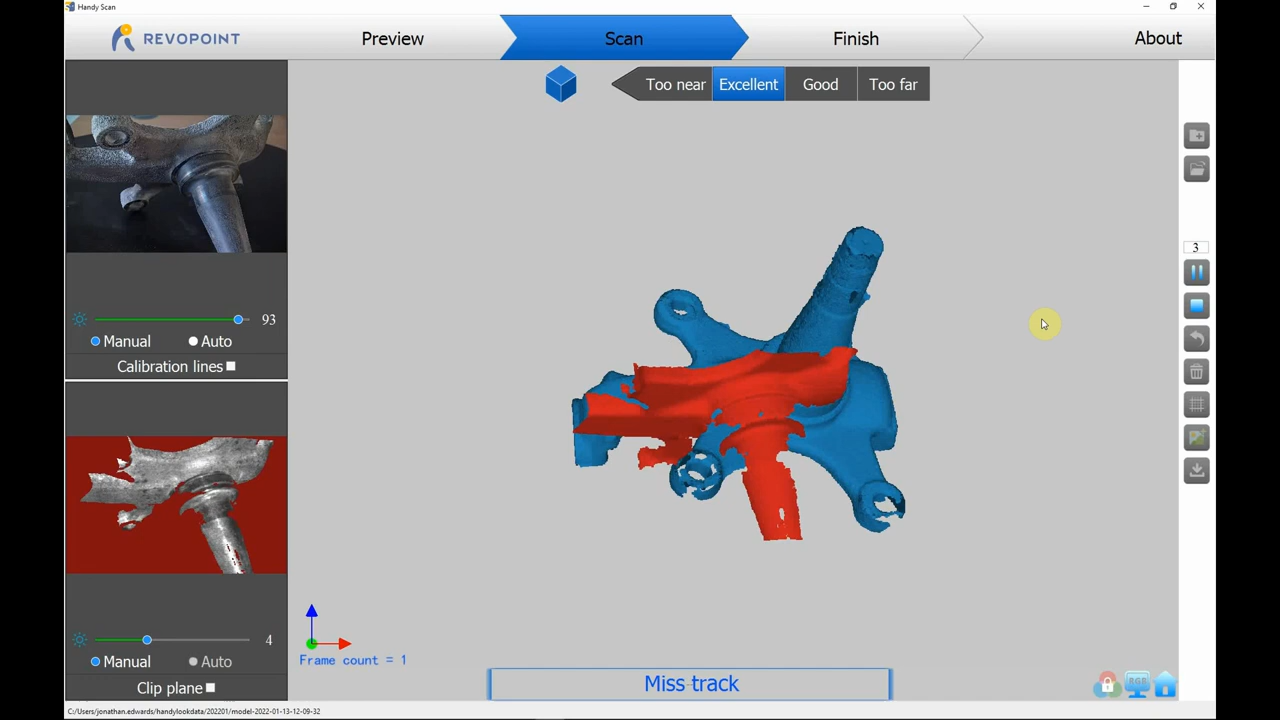 Handy Scan
REVOPOINT
Preview
Scan
Finish
About
Too near
Excellent
Good
Too far
93
Manual
Auto
Calibration lines
3
4
Manual
Auto
Clip plane
Frame count = 1
Miss track
RGB
C:/Users/jonathan.edwards/handylookdata/202201/model-2022-01-13-12-09-32